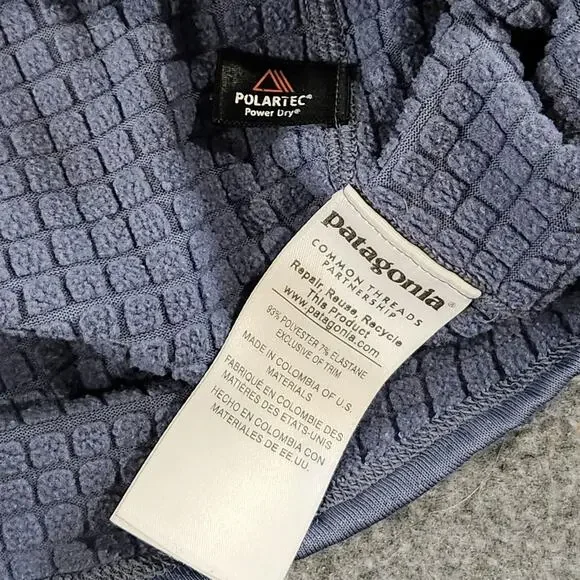 POLARTEC®
Power Dry®
patagonia®
COMMON THREADS
PARTNERSHIP
Repair, Reuse, Recycle
This Product
www.patagonia.com
93% POLYESTER 7% ELASTANE
EXCLUSIVE OF TRIM
MADE IN COLOMBIA OF U.S.
MATERIALS
FABRIQUÉ EN COLOMBIE DES
MATIÈRES DES ETATS-UNIS
HECHO EN COLOMBIA CON
MATERIALES DE EE.UU.